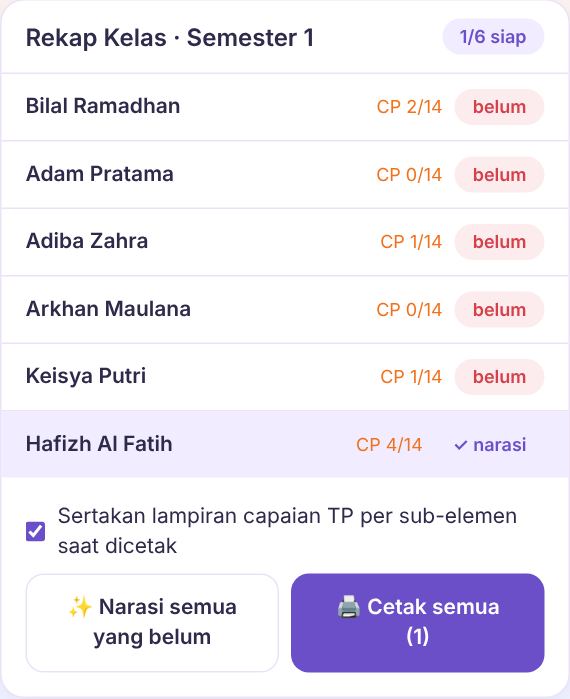 Rekap Kelas · Semester 1
1/6 siap
Bilal Ramadhan CP 2/14 belum
Adam Pratama CP 0/14 belum
Adiba Zahra CP 1/14 belum
Arkhan Maulana CP 0/14 belum
Keisya Putri CP 1/14 belum
Hafizh Al Fatih CP 4/14 ✓ narasi
Sertakan lampiran capaian TP per sub-elemen
saat dicetak
✨ Narasi semua
yang belum
🖨️ Cetak semua
(1)